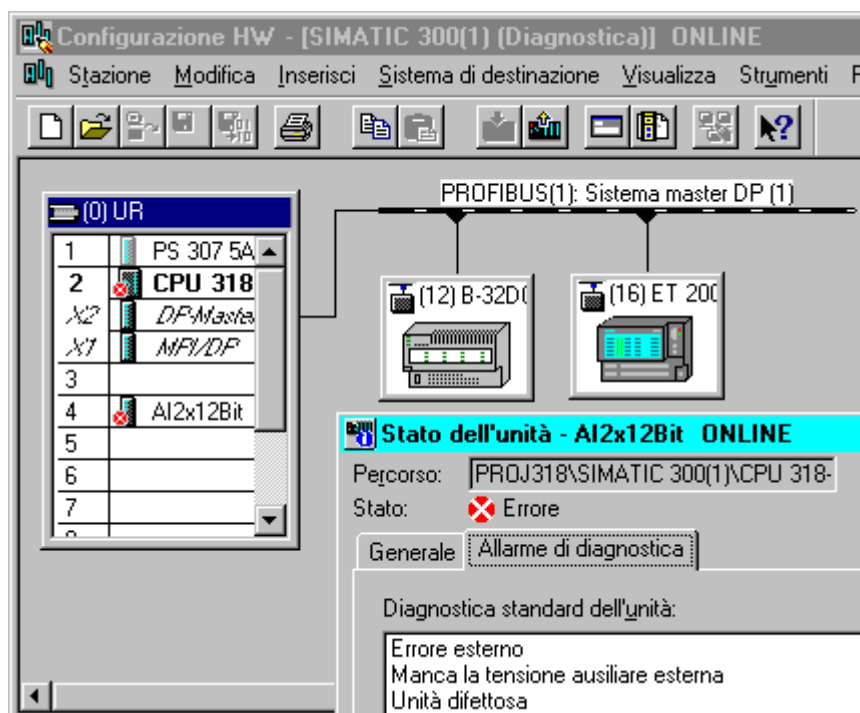 Configurazione HW - [SIMATIC 300(1) (Diagnostica)] ONLINE
Stazione Modifica Inserisci Sistema di destinazione Visualizza Strumenti F
PROFIBUS(1): Sistema master DP (1)
(0) UR
1 PS 307 5A
2 CPU 318
X2 DP-Maste
X1 MPI/DP
3
4 AI2x12Bit
5
6
7
(12) B-32D
(16) ET 200
Stato dell'unità - AI2x12Bit ONLINE
Percorso: PROJ318\SIMATIC 300(1)\CPU 318-
Stato: Errore
Generale Allarme di diagnostica
Diagnostica standard dell'unità:
Errore esterno
Manca la tensione ausiliare esterna
Unità difettosa